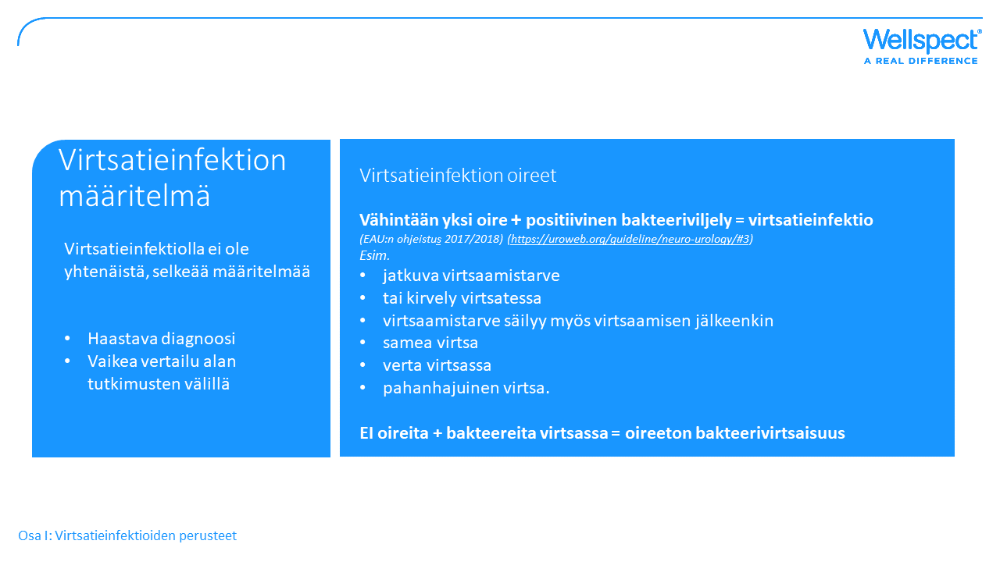 Wellspect®
A REAL DIFFERENCE
Virtsatieinfektion
määritelmä
Virtsatieinfektiolla ei ole
yhtenäistä, selkeää määritelmää
• Haastava diagnoosi
• Vaikea vertailu alan
tutkimusten välillä
Virtsatieinfektion oireet
Vähintään yksi oire + positiivinen bakteeriviljely = virtsatieinfektio
(EAU:n ohjeistus 2017/2018) (https://uroweb.org/guideline/neuro-urology/#3)
Esim.
• jatkuva virtsaamistarve
• tai kirvely virtsatessa
• virtsaamistarve säilyy myös virtsaamisen jälkeenkin
• samea virtsa
• verta virtsassa
• pahanhajuinen virtsa.
EI oireita + bakteereita virtsassa = oireeton bakteerivirtsaisuus
Osa I: Virtsatieinfektioiden perusteet